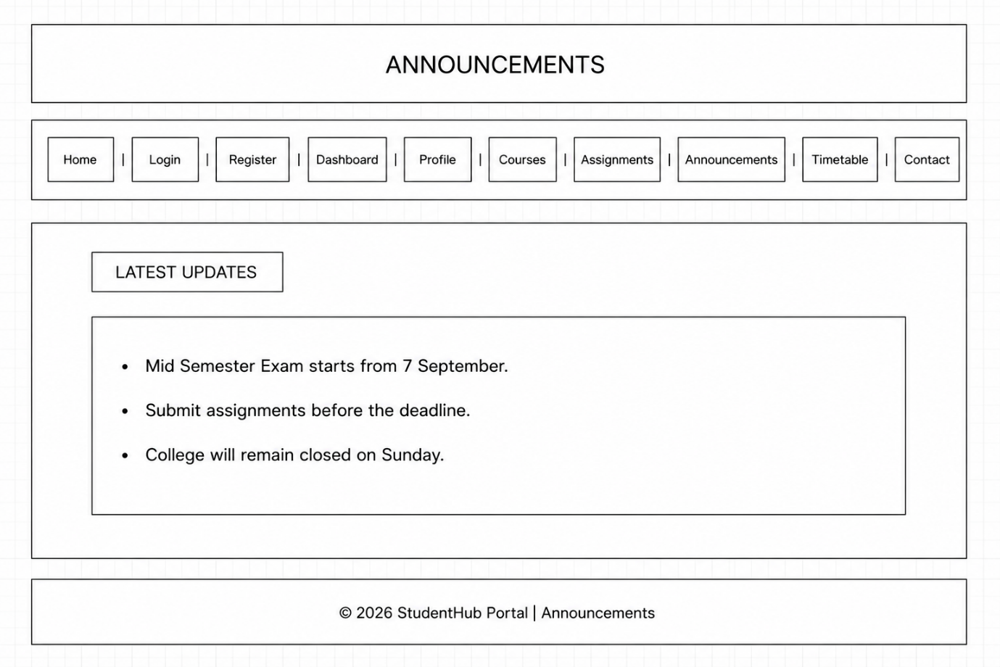 ANNOUNCEMENTS
Home | Login | Register | Dashboard | Profile | Courses | Assignments | Announcements | Timetable | Contact
LATEST UPDATES
• Mid Semester Exam starts from 7 September.
• Submit assignments before the deadline.
• College will remain closed on Sunday.
© 2026 StudentHub Portal | Announcements